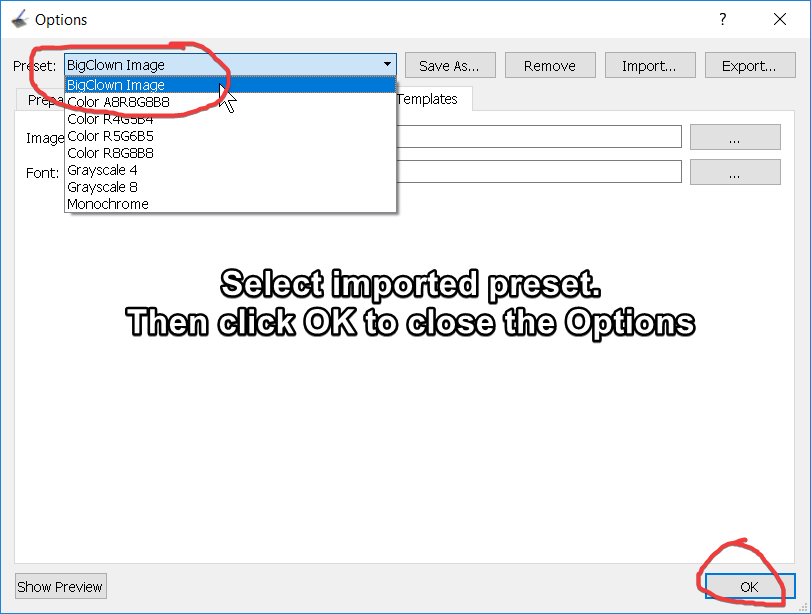 Options
?
Preset:
BigClown Image
Save As...
Remove
Import...
Export...
BigClown Image
Color A8R8G8B8
Color R4G5B4
Color R5G6B5
Color R8G8B8
Grayscale 4
Grayscale 8
Monochrome
Prepa
Templates
Image
...
Font:
...
Select imported preset.
Then click OK to close the Options
Show Preview
OK